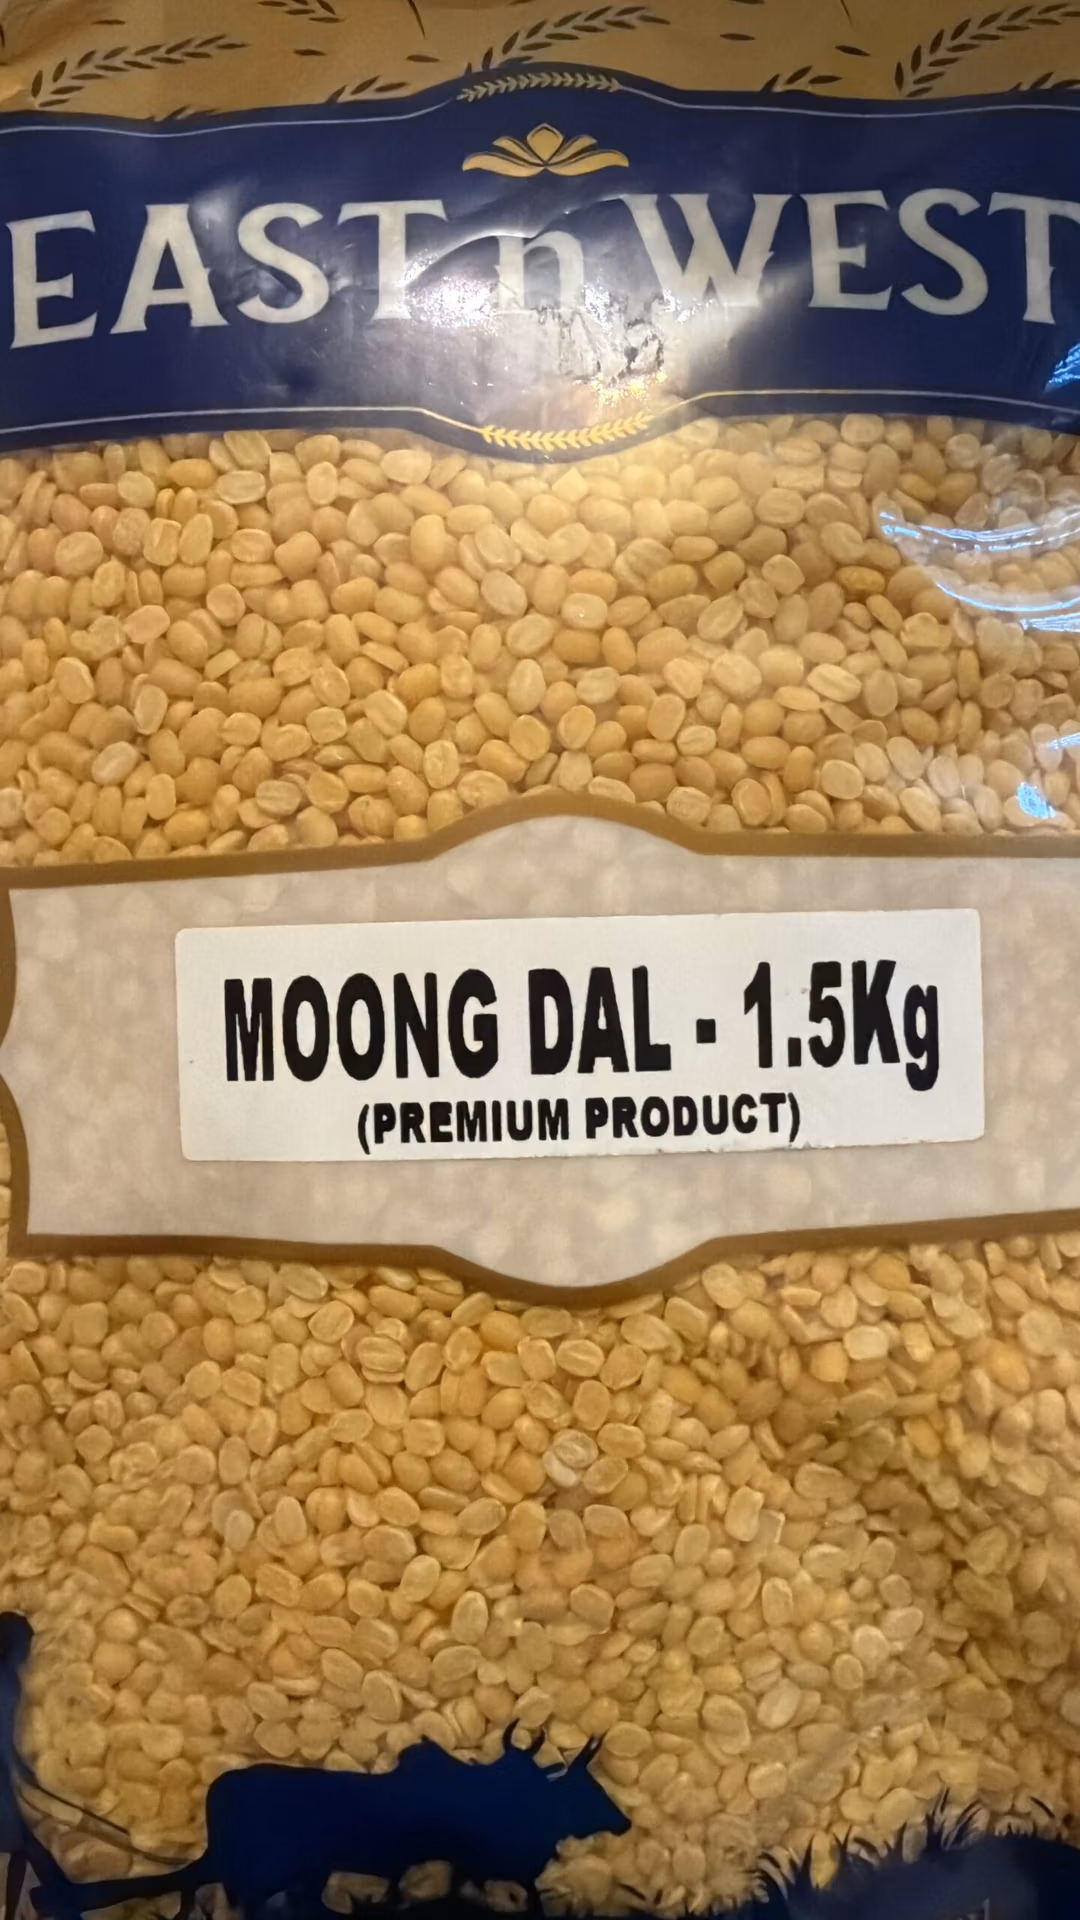 EAST n WEST
MOONG DAL - 1.5Kg
(PREMIUM PRODUCT)